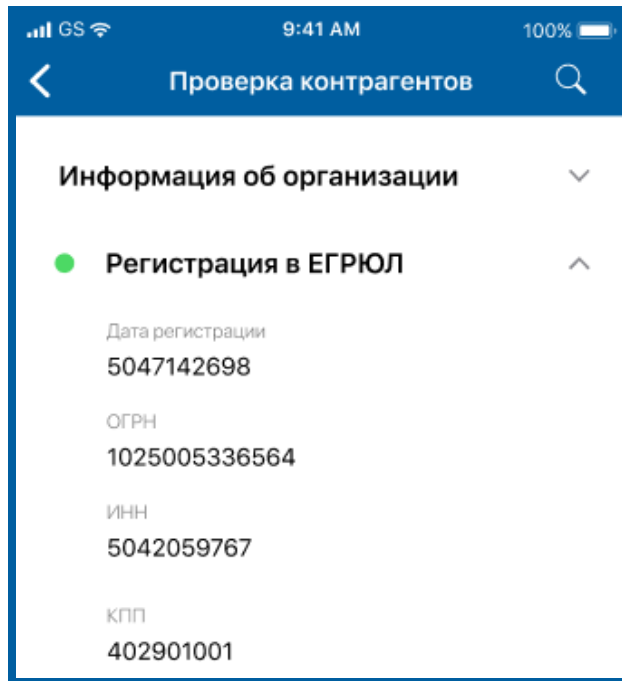 GS 9:41 AM 100%
Проверка контрагентов
Информация об организации
Регистрация в ЕГРЮЛ
Дата регистрации
5047142698
ОГРН
1025005336564
ИНН
5042059767
КПП
402901001